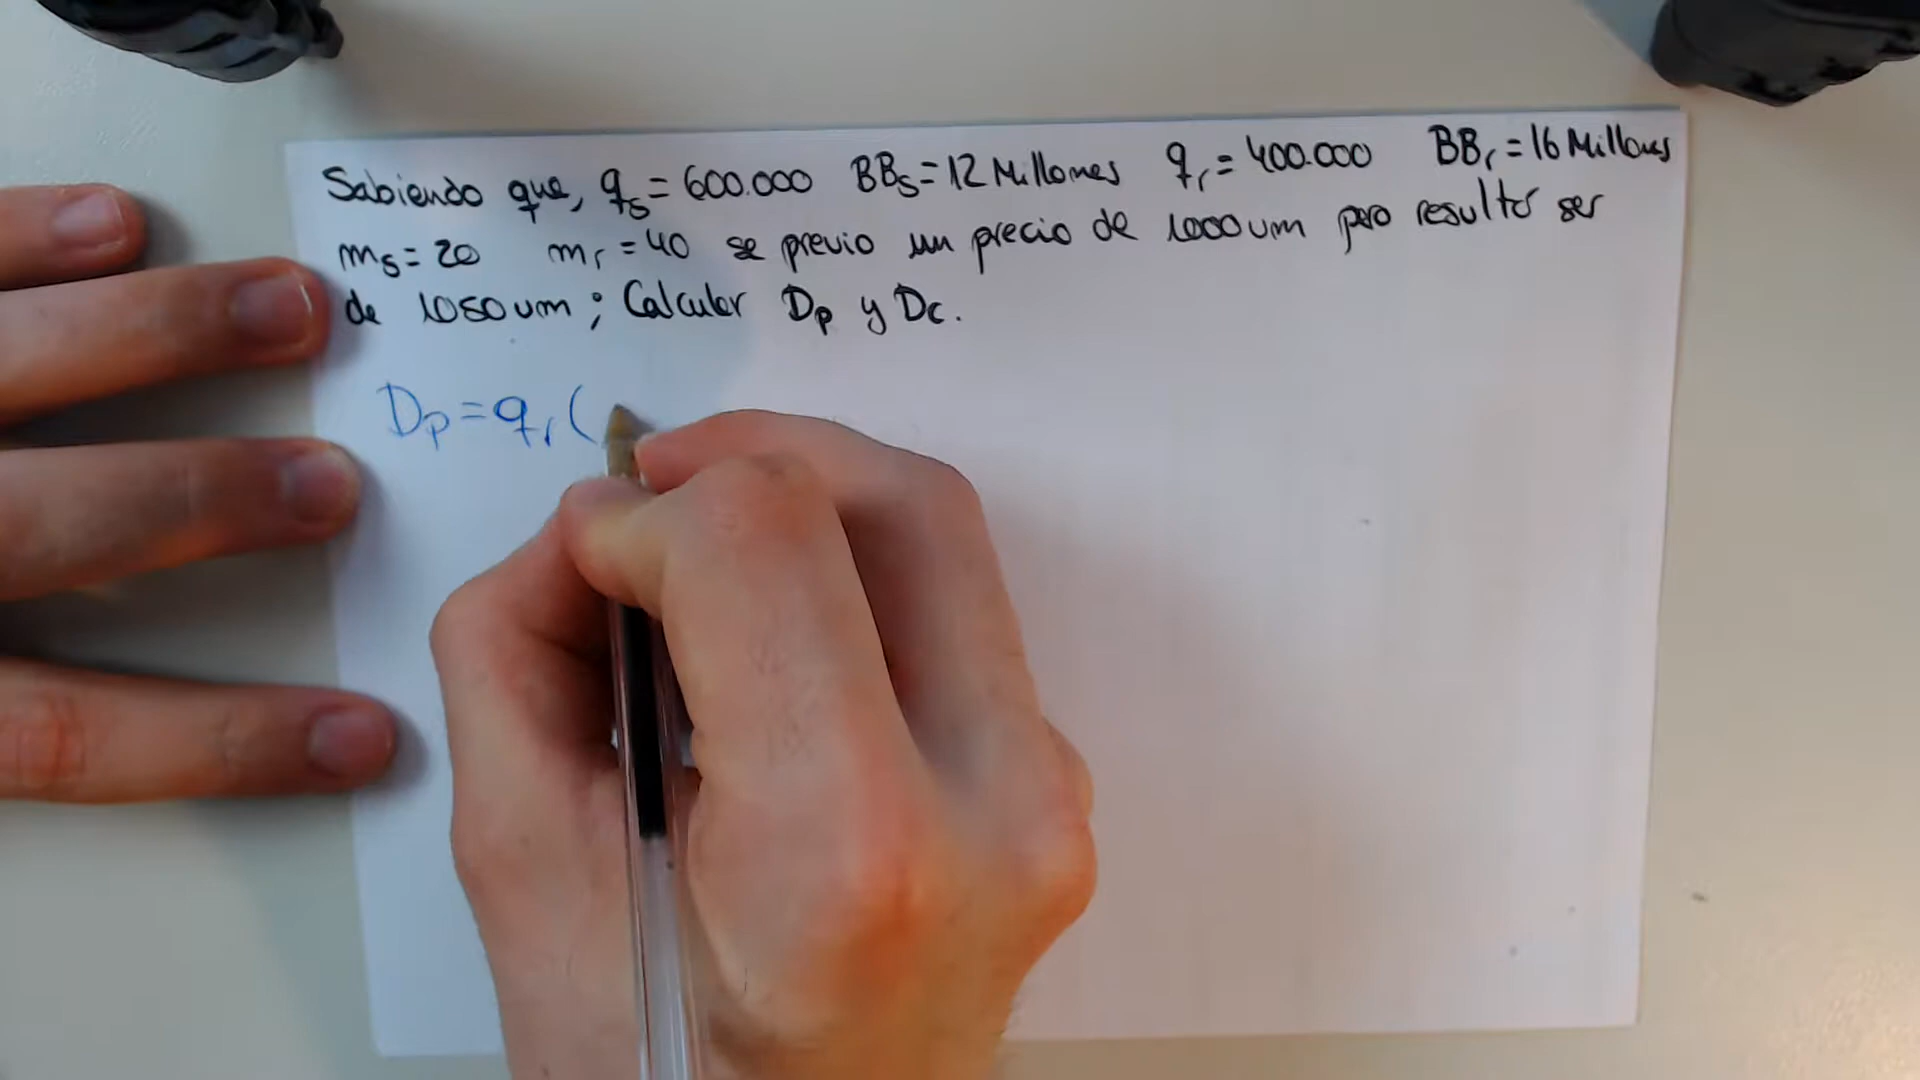 Sabiendo que, qs = 600.000 BBs = 12 Millones qr = 400.000 BBr = 16 Millones
ms = 20 mr = 40 se previo un precio de 1000 um pero resulto ser
de 1050 um ; Calcular Dp y Dc.
Dp = qr (